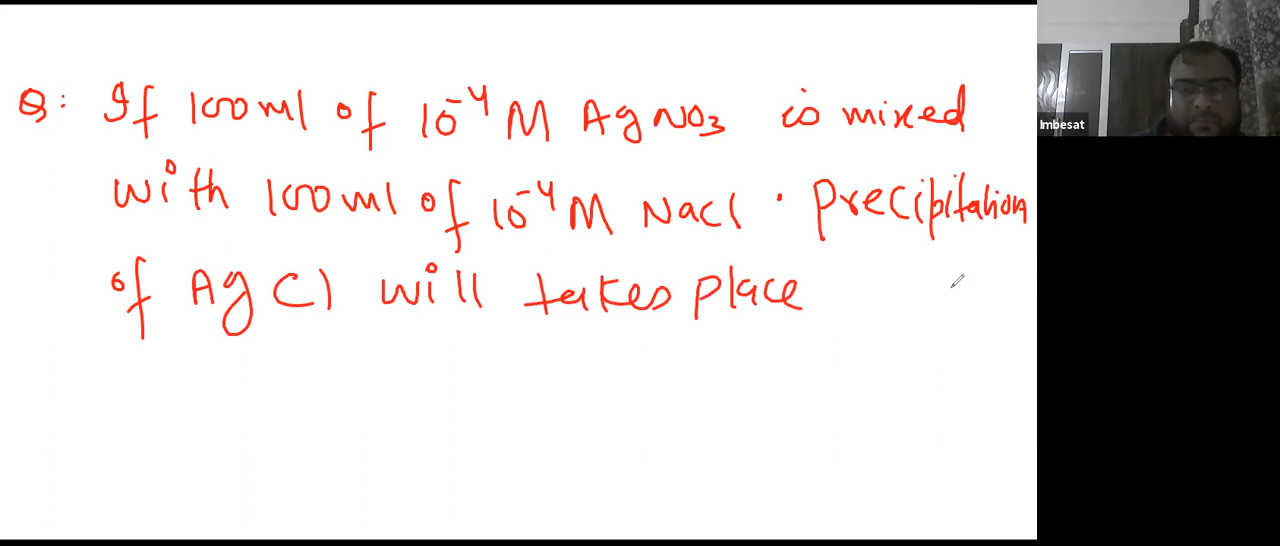 Q: If 100ml of 10⁻⁴ M AgNO₃ is mixed
with 100ml of 10⁻⁴ M NaCl . Precipitation
of AgCl will takes place
Imbesat